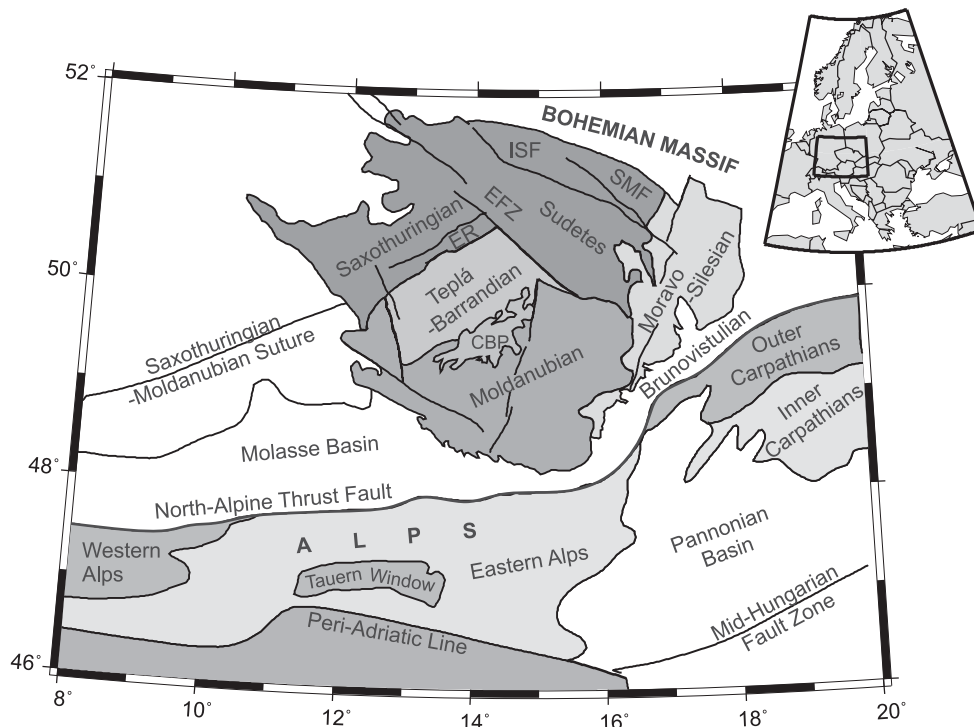 52°
BOHEMIAN MASSIF
ISF
SMF
EFZ
Sudetes
Saxothuringian
ER
50°
Teplá
-Barrandian
Moravo
-Silesian
CBP
Saxothuringian
-Moldanubian Suture
Moldanubian
Brunovistulian
Outer
Carpathians
Inner
Carpathians
Molasse Basin
48°
North-Alpine Thrust Fault
A L P S
Western
Alps
Eastern Alps
Tauern Window
Pannonian
Basin
Peri-Adriatic Line
Mid-Hungarian
Fault Zone
46°
8°
10°
12°
14°
16°
18°
20°